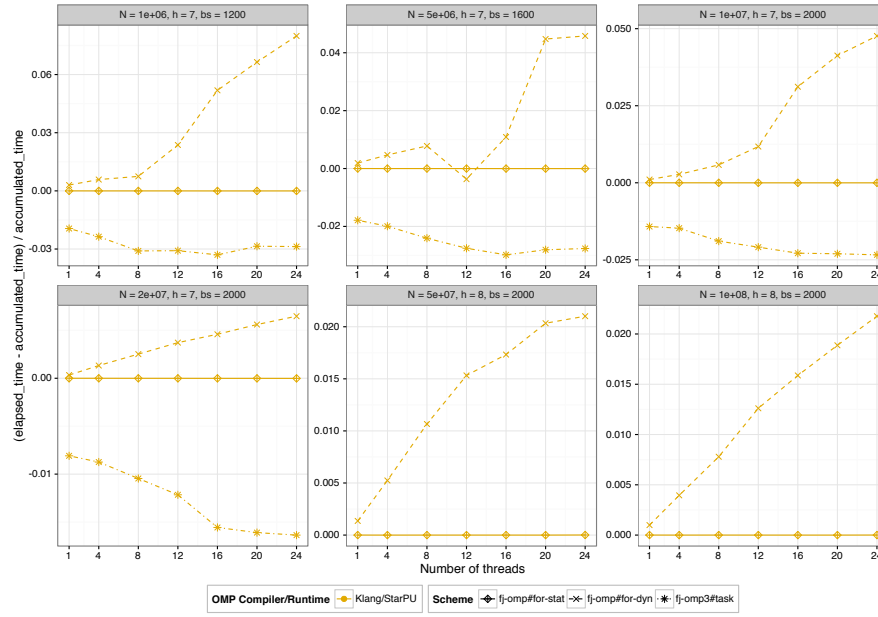 N = 1e+06, h = 7, bs = 1200
N = 5e+06, h = 7, bs = 1600
N = 1e+07, h = 7, bs = 2000
0.06
0.03
0.00
-0.03
0.04
0.02
0.00
-0.02
0.050
0.025
0.000
-0.025
1 4 8 12 16 20 24
1 4 8 12 16 20 24
1 4 8 12 16 20 24
(elapsed_time - accumulated_time) / accumulated_time
N = 2e+07, h = 7, bs = 2000
N = 5e+07, h = 8, bs = 2000
N = 1e+08, h = 8, bs = 2000
0.00
-0.01
0.020
0.015
0.010
0.005
0.000
0.020
0.015
0.010
0.005
0.000
1 4 8 12 16 20 24
1 4 8 12 16 20 24
1 4 8 12 16 20 24
Number of threads
OMP Compiler/Runtime Klang/StarPU
Scheme fj-omp#for-stat fj-omp#for-dyn fj-omp3#task